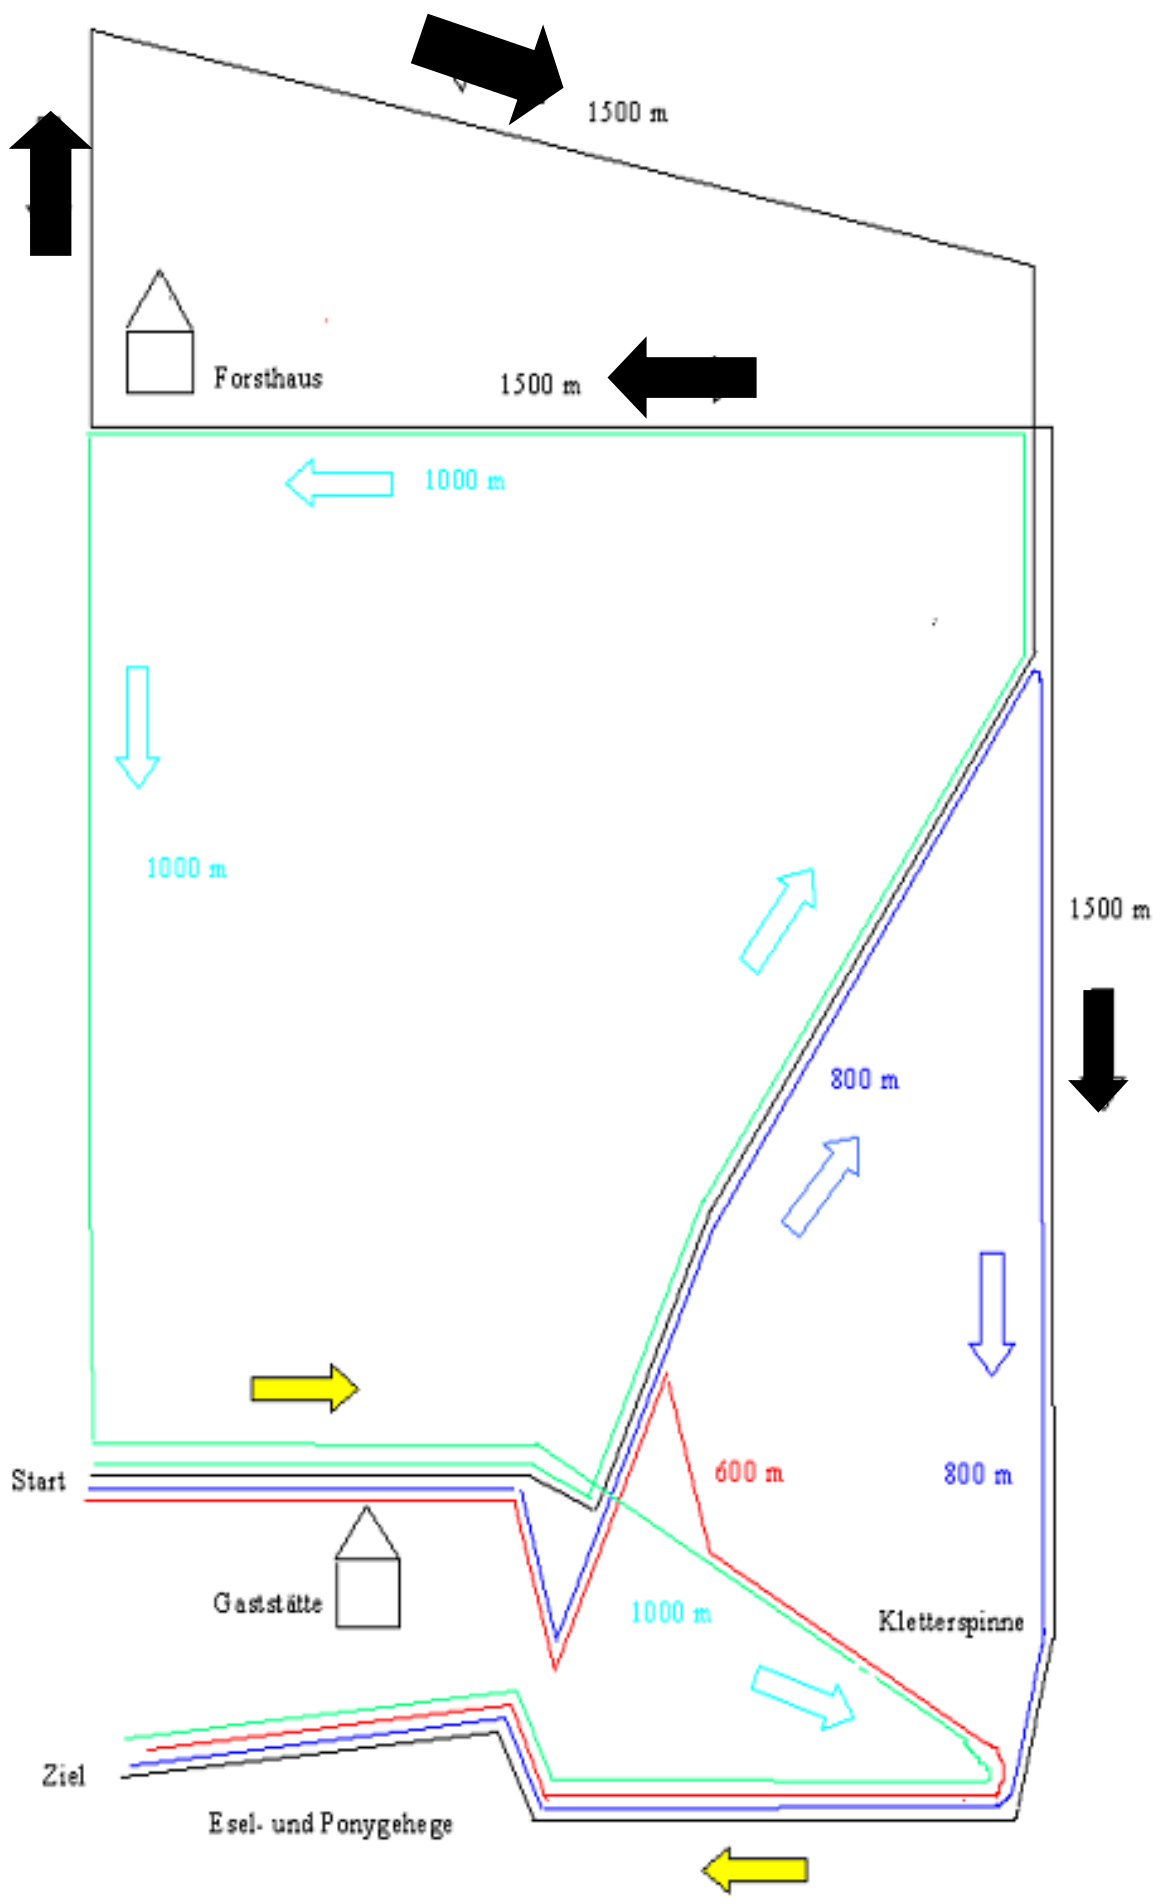 1500 m
Forsthaus
1500 m
1000 m
1000 m
1500 m
800 m
Start
600 m
800 m
Gaststätte
1000 m
Kletterspinne
Ziel
Esel- und Ponygehege